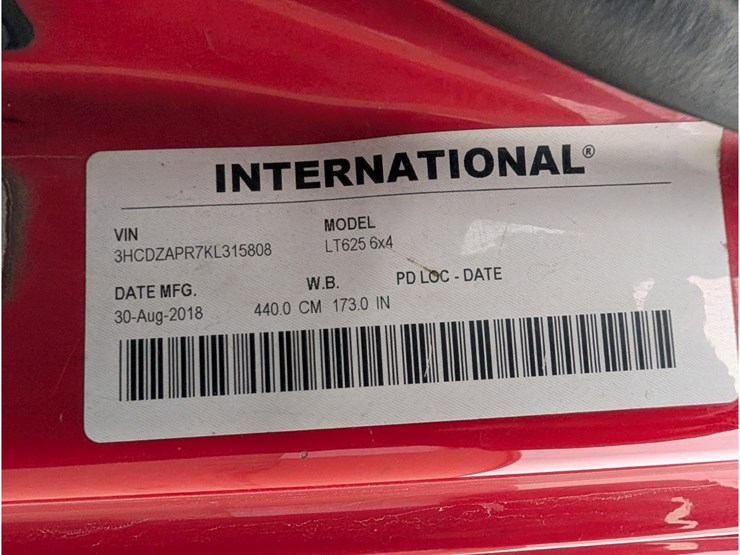 INTERNATIONAL®
VIN MODEL
3HCDZAPR7KL315808 LT625 6x4
DATE MFG. W.B. PD LOC - DATE
30-Aug-2018 440.0 CM 173.0 IN